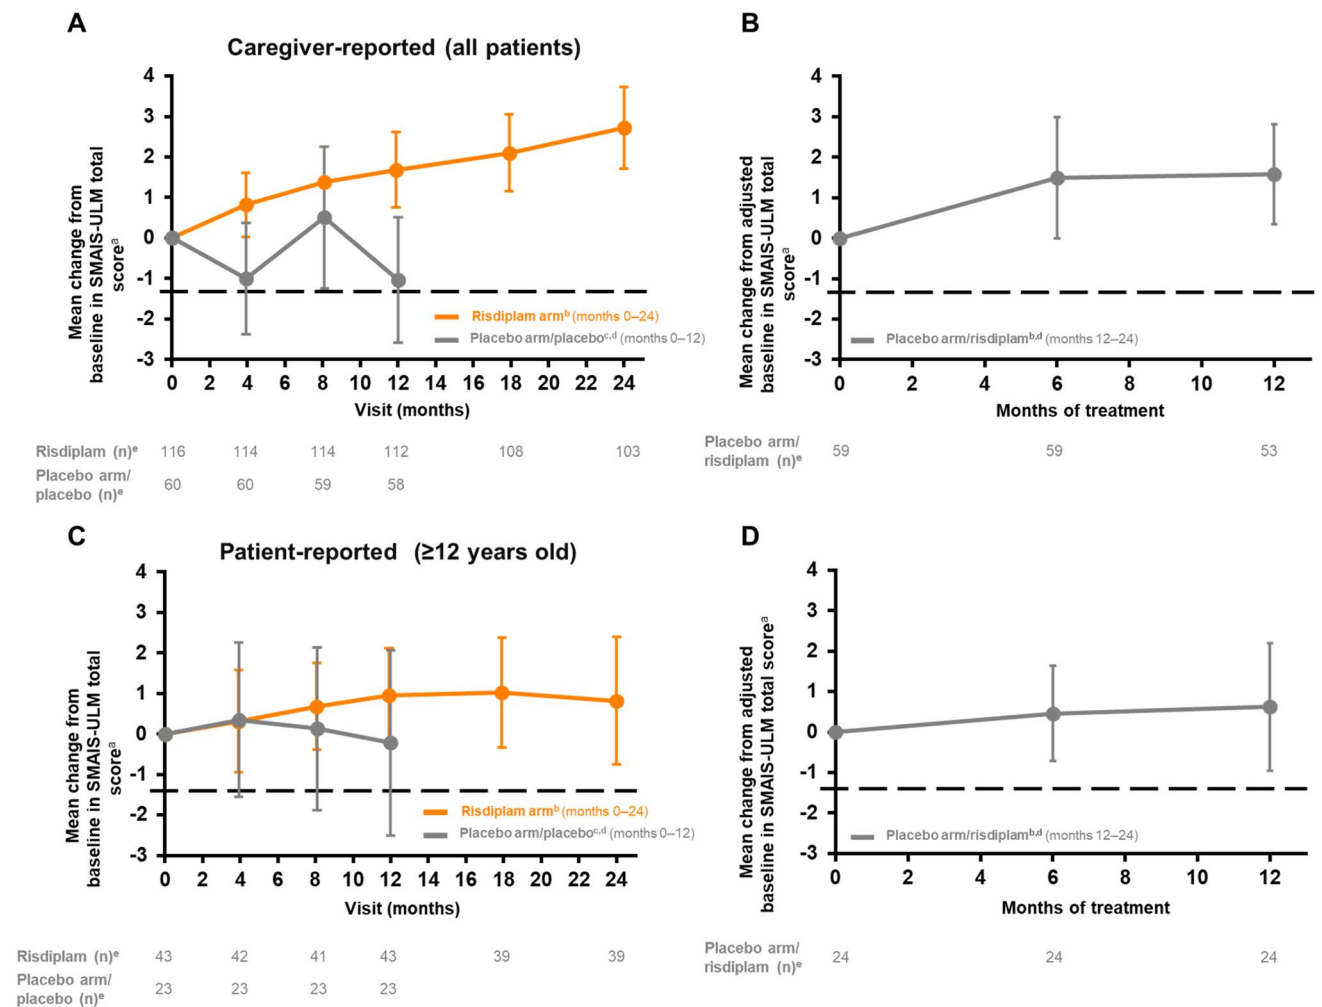 A
Caregiver-reported (all patients)
4
3
2
1
0
-1
-2
-3
Mean change from
baseline in SMAIS-ULM total
scoreᵃ
Risdiplam armᵇ (months 0–24)
Placebo arm/placeboᶜ,ᵈ (months 0–12)
0 2 4 6 8 10 12 14 16 18 20 22 24
Visit (months)
Risdiplam (n)ᵉ 116 114 114 112 108 103
Placebo arm/
placebo (n)ᵉ 60 60 59 58
B
4
3
2
1
0
-1
-2
-3
Mean change from adjusted
baseline in SMAIS-ULM total
scoreᵃ
Placebo arm/risdiplamᵇ,ᵈ (months 12–24)
0 2 4 6 8 10 12
Months of treatment
Placebo arm/
risdiplam (n)ᵉ 59 59 53
C
Patient-reported (≥12 years old)
4
3
2
1
0
-1
-2
-3
Mean change from
baseline in SMAIS-ULM total
scoreᵃ
Risdiplam armᵇ (months 0–24)
Placebo arm/placeboᶜ,ᵈ (months 0–12)
0 2 4 6 8 10 12 14 16 18 20 22 24
Visit (months)
Risdiplam (n)ᵉ 43 42 41 43 39 39
Placebo arm/
placebo (n)ᵉ 23 23 23 23
D
4
3
2
1
0
-1
-2
-3
Mean change from adjusted
baseline in SMAIS-ULM total scoreᵃ
Placebo arm/risdiplamᵇ,ᵈ (months 12–24)
0 2 4 6 8 10 12
Months of treatment
Placebo arm/
risdiplam (n)ᵉ 24 24 24